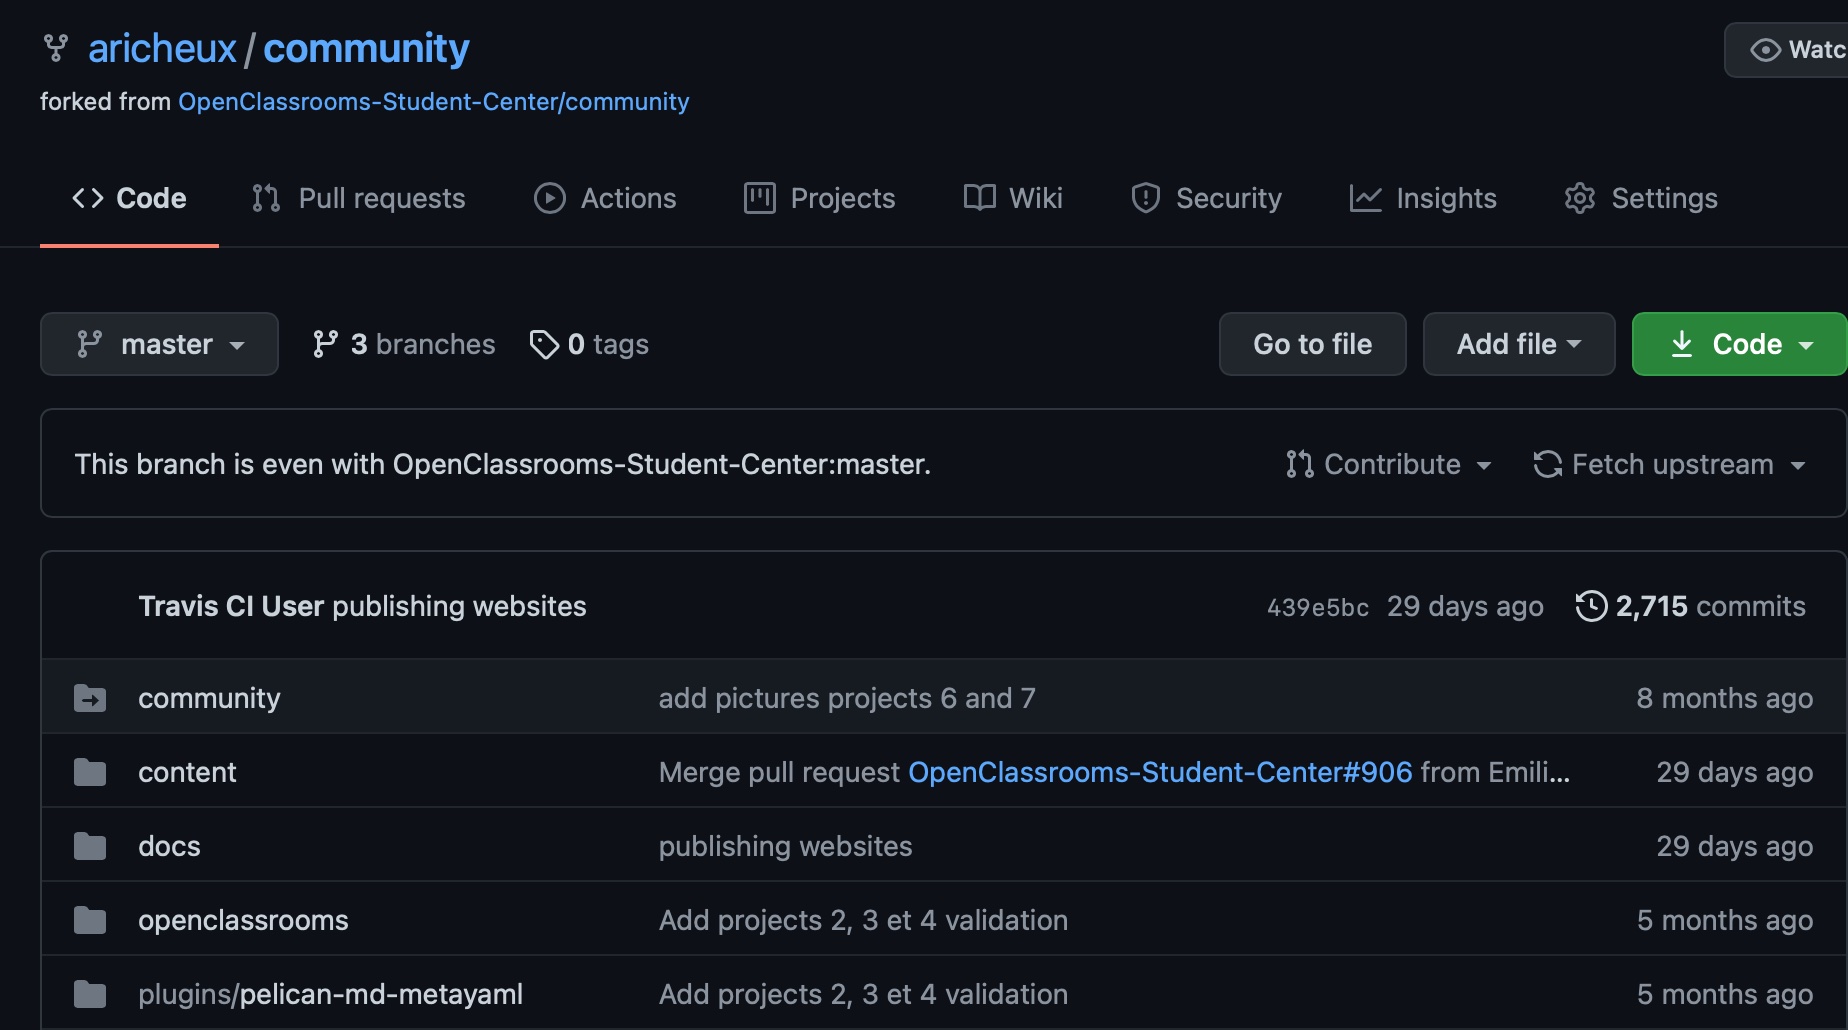 aricheux / community
forked from OpenClassrooms-Student-Center/community
Code Pull requests Actions Projects Wiki Security Insights Settings
master 3 branches 0 tags Go to file Add file Code
This branch is even with OpenClassrooms-Student-Center:master. Contribute Fetch upstream
Travis CI User publishing websites 439e5bc 29 days ago 2,715 commits
community add pictures projects 6 and 7 8 months ago
content Merge pull request OpenClassrooms-Student-Center#906 from Emili... 29 days ago
docs publishing websites 29 days ago
openclassrooms Add projects 2, 3 et 4 validation 5 months ago
plugins/pelican-md-metayaml Add projects 2, 3 et 4 validation 5 months ago